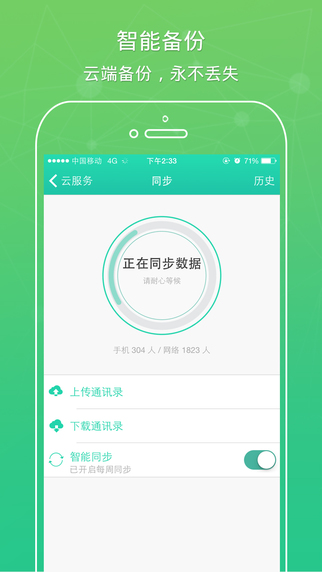 智能备份
云端备份，永不丢失
中国移动 4G 下午2:33 71%
云服务 同步 历史
正在同步数据
请耐心等候
手机 304 人 / 网络 1823 人
上传通讯录
下载通讯录
智能同步
已开启每周同步